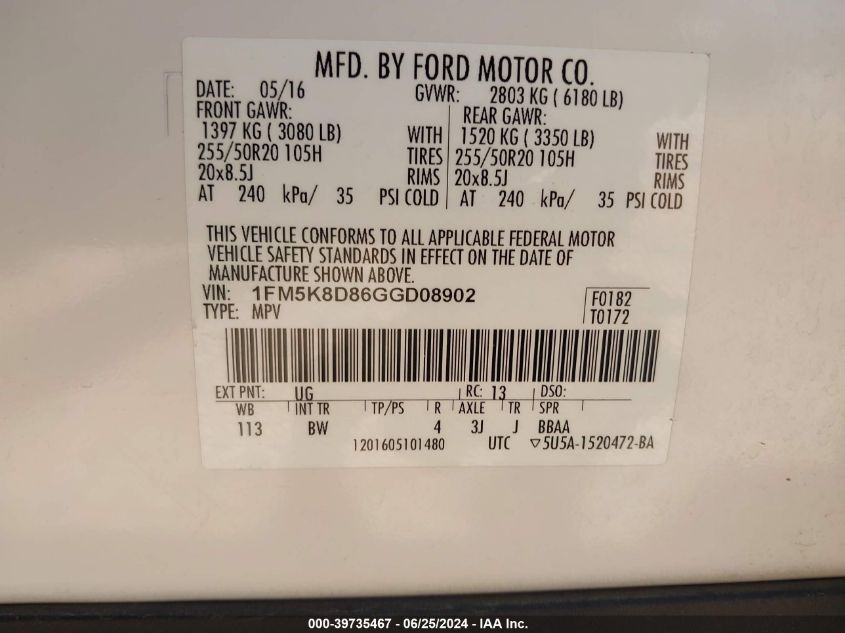 MFD. BY FORD MOTOR CO.
DATE: 05/16 GVWR: 2803 KG ( 6180 LB)
FRONT GAWR: REAR GAWR:
1397 KG ( 3080 LB) WITH 1520 KG ( 3350 LB) WITH
255/50R20 105H TIRES 255/50R20 105H TIRES
20x8.5J RIMS 20x8.5J RIMS
AT 240 kPa/ 35 PSI COLD AT 240 kPa/ 35 PSI COLD
THIS VEHICLE CONFORMS TO ALL APPLICABLE FEDERAL MOTOR
VEHICLE SAFETY STANDARDS IN EFFECT ON THE DATE OF
MANUFACTURE SHOWN ABOVE.
VIN: 1FM5K8D86GGD08902 F0182
TYPE: MPV T0172
EXT PNT: UG RC: 13 DSO:
WB INT TR TP/PS R AXLE TR SPR
113 BW 4 3J J BBAA
1201605101480 UTC ▽5U5A-1520472-BA
000-39735467 - 06/25/2024 - IAA Inc.